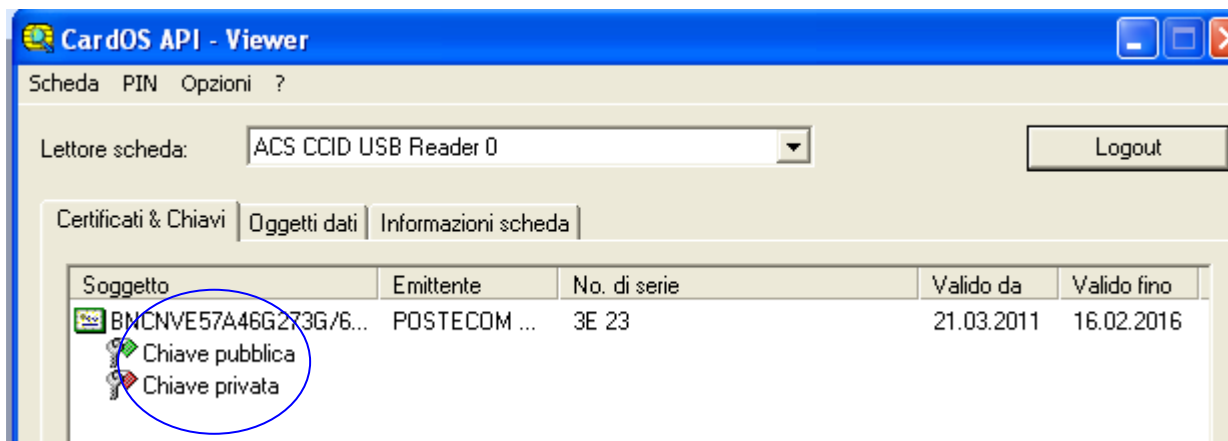 CardOS API - Viewer
Scheda PIN Opzioni ?
Lettore scheda: ACS CCID USB Reader 0 Logout
Certificati & Chiavi Oggetti dati Informazioni scheda
Soggetto Emittente No. di serie Valido da Valido fino
BNCNVE57A46G273G/6... POSTECOM ... 3E 23 21.03.2011 16.02.2016
Chiave pubblica
Chiave privata